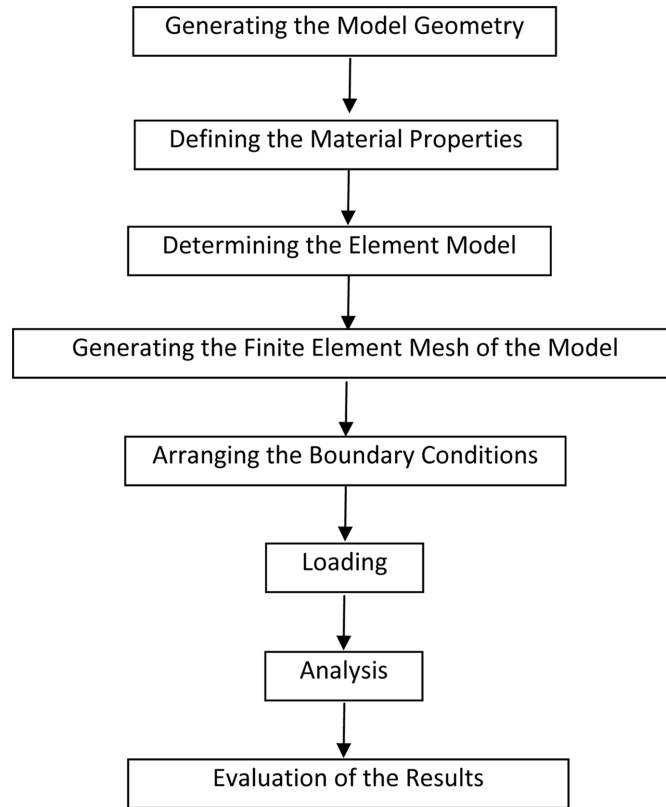 Generating the Model Geometry
Defining the Material Properties
Determining the Element Model
Generating the Finite Element Mesh of the Model
Arranging the Boundary Conditions
Loading
Analysis
Evaluation of the Results